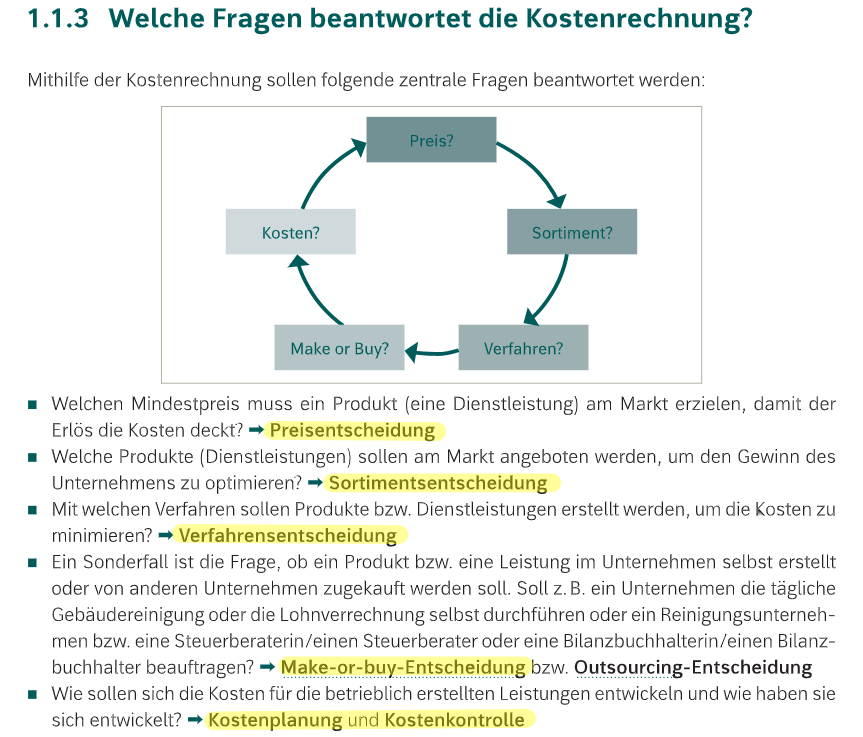 1.1.3 Welche Fragen beantwortet die Kostenrechnung?
Mithilfe der Kostenrechnung sollen folgende zentrale Fragen beantwortet werden:
Preis?
Kosten?
Sortiment?
Make or Buy?
Verfahren?
■ Welchen Mindestpreis muss ein Produkt (eine Dienstleistung) am Markt erzielen, damit der
Erlös die Kosten deckt? ➞ Preisentscheidung
■ Welche Produkte (Dienstleistungen) sollen am Markt angeboten werden, um den Gewinn des
Unternehmens zu optimieren? ➞ Sortimentsentscheidung
■ Mit welchen Verfahren sollen Produkte bzw. Dienstleistungen erstellt werden, um die Kosten zu
minimieren? ➞ Verfahrensentscheidung
■ Ein Sonderfall ist die Frage, ob ein Produkt bzw. eine Leistung im Unternehmen selbst erstellt
oder von anderen Unternehmen zugekauft werden soll. Soll z. B. ein Unternehmen die tägliche
Gebäudereinigung oder die Lohnverrechnung selbst durchführen oder ein Reinigungsunterneh-
men bzw. eine Steuerberaterin/einen Steuerberater oder eine Bilanzbuchhalterin/einen Bilanz-
buchhalter beauftragen? ➞ Make-or-buy-Entscheidung bzw. Outsourcing-Entscheidung
■ Wie sollen sich die Kosten für die betrieblich erstellten Leistungen entwickeln und wie haben sie
sich entwickelt? ➞ Kostenplanung und Kostenkontrolle